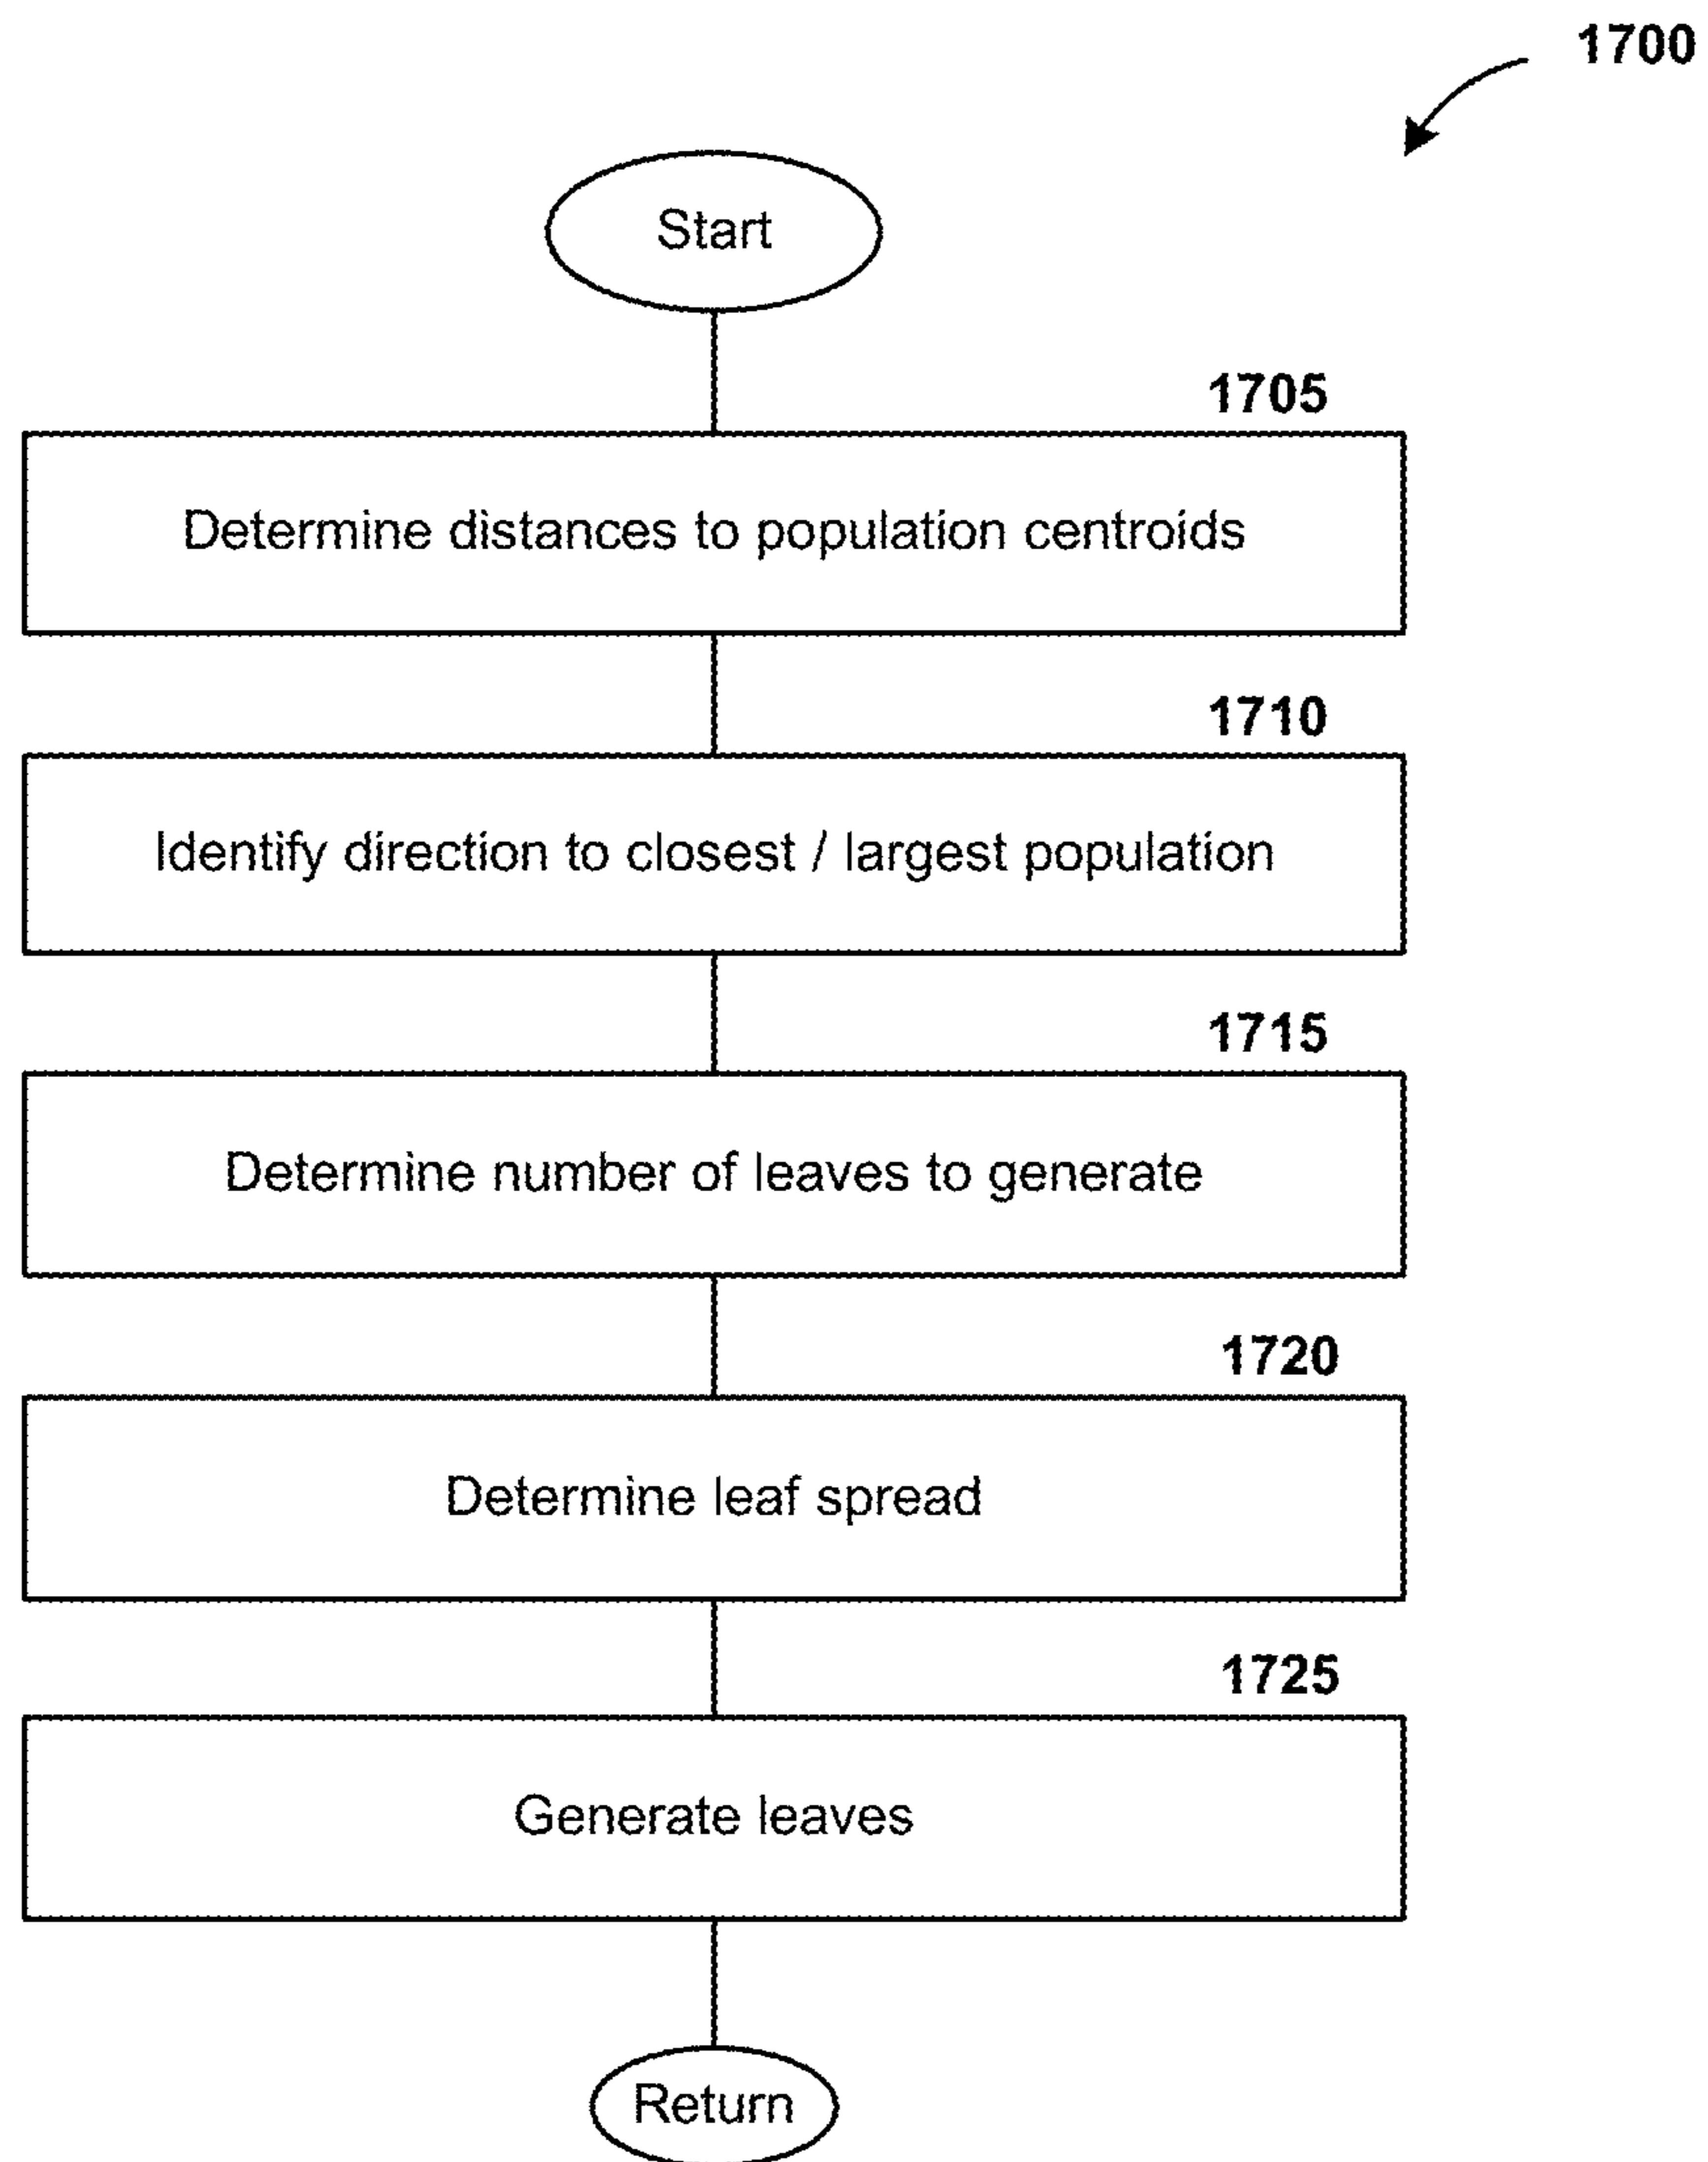 1700
Start
1705
Determine distances to population centroids
1710
Identify direction to closest / largest population
1715
Determine number of leaves to generate
1720
Determine leaf spread
1725
Generate leaves
Return